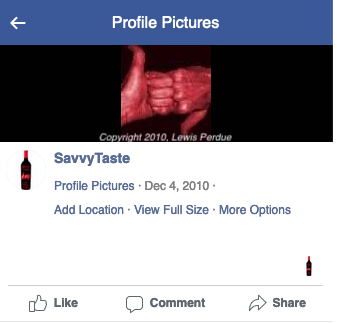 Profile Pictures
Copyright 2010, Lewis Perdue
SavvyTaste
Profile Pictures · Dec 4, 2010 ·
Add Location · View Full Size · More Options
Like Comment Share